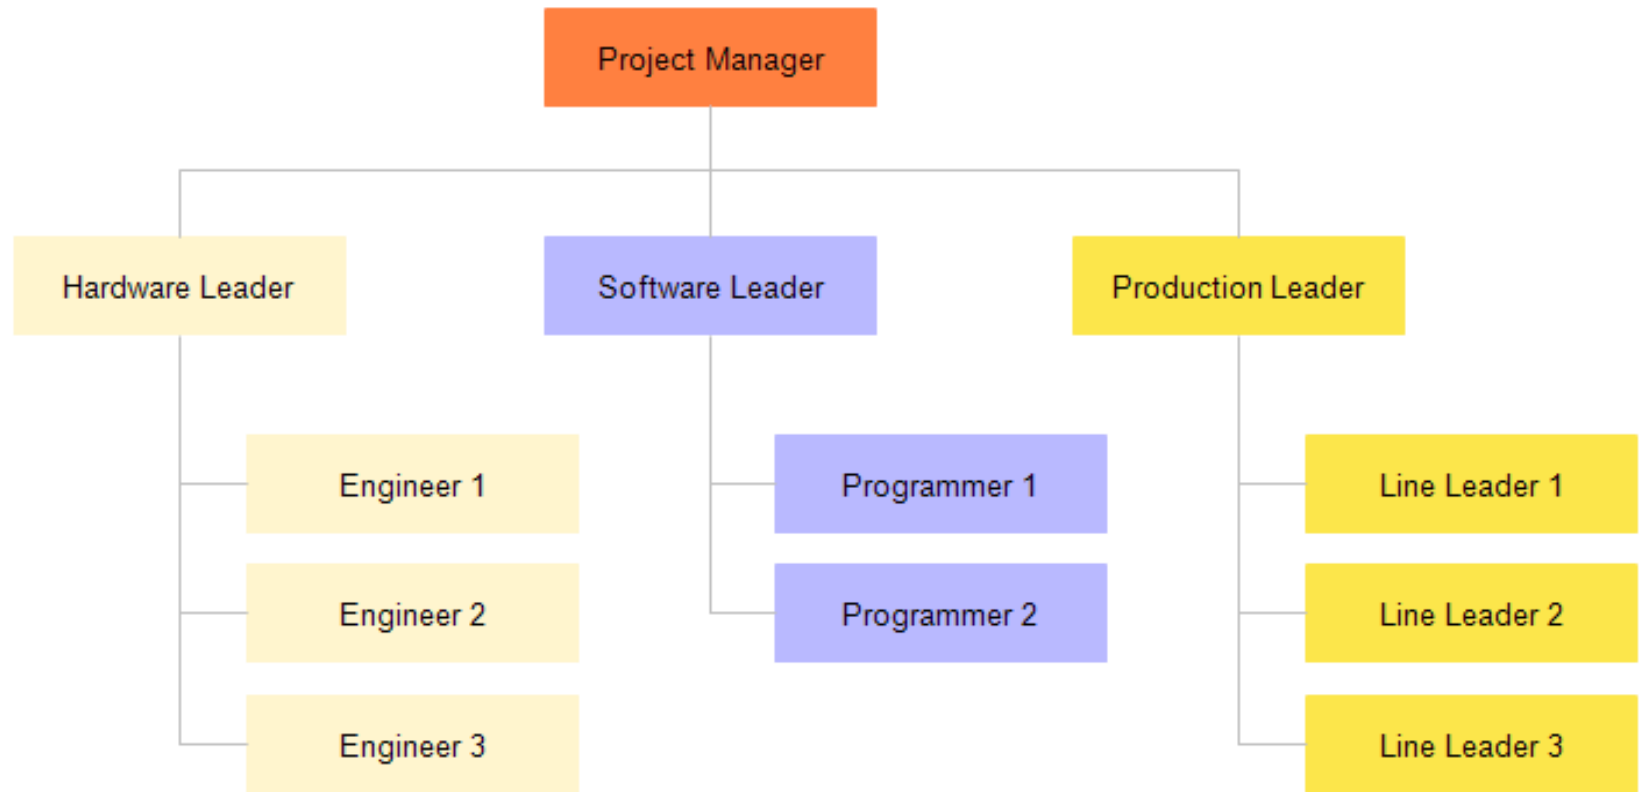 Project Manager
Hardware Leader
Software Leader
Production Leader
Engineer 1
Programmer 1
Line Leader 1
Engineer 2
Programmer 2
Line Leader 2
Engineer 3
Line Leader 3